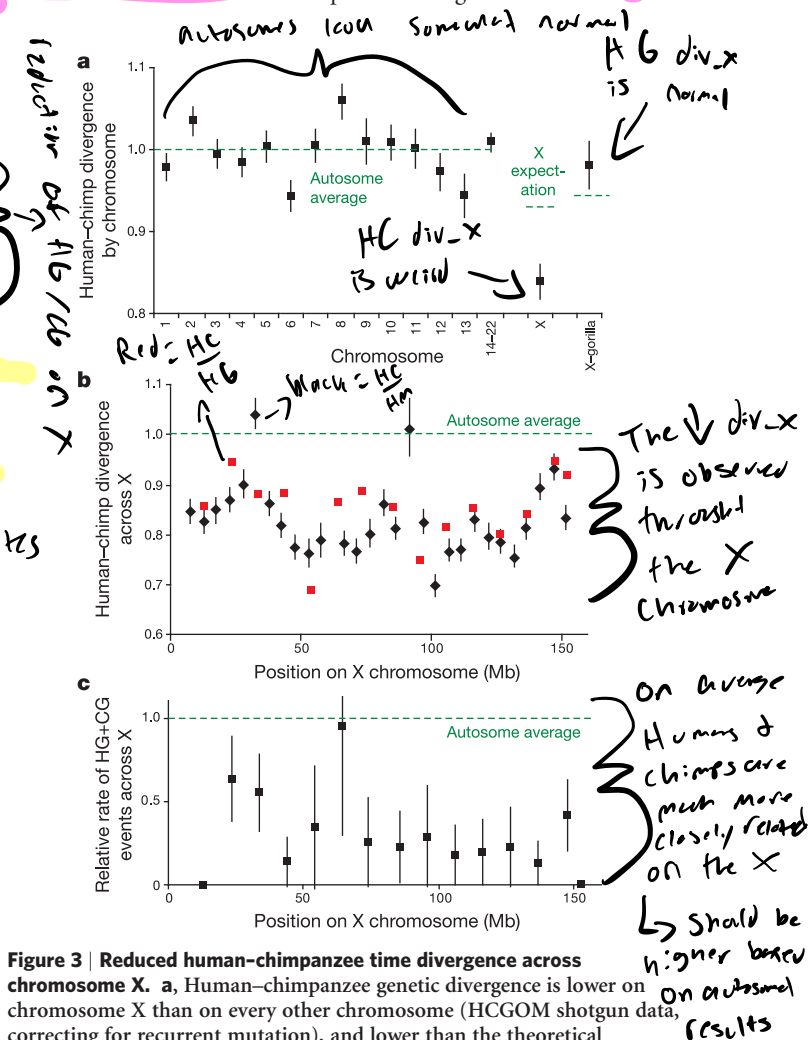 autosomes look somewhat normal
HG div_x
is normal
reduction of HG/CG on X
a
Human–chimp divergence
by chromosome
1.1
1.0
0.9
0.8
Autosome
average
X
expect-
ation
HC div_x
is weird
1 2 3 4 5 6 7 8 9 10 11 12 13 14–22 X X-gorilla
Chromosome
Red = HC
HG
black = HC
HM
b
Human–chimp divergence
across X
1.1
1.0
0.9
0.8
0.7
0.6
Autosome average
0 50 100 150
Position on X chromosome (Mb)
The ↓ div_x
is observed
throught
the X
Chromosome
c
Relative rate of HG+CG
events across X
1.0
0.5
0
Autosome average
0 50 100 150
Position on X chromosome (Mb)
on average
Humans &
chimps are
much more
closely related
on the X
↳ Should be
higher based
on autosomal
results
Figure 3 | Reduced human–chimpanzee time divergence across
chromosome X. a, Human–chimpanzee genetic divergence is lower on
chromosome X than on every other chromosome (HCGOM shotgun data,
correcting for recurrent mutation), and lower than the theoretical